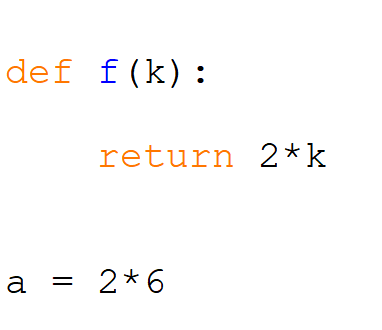 def f(k):
    return 2*k
a = 2*6